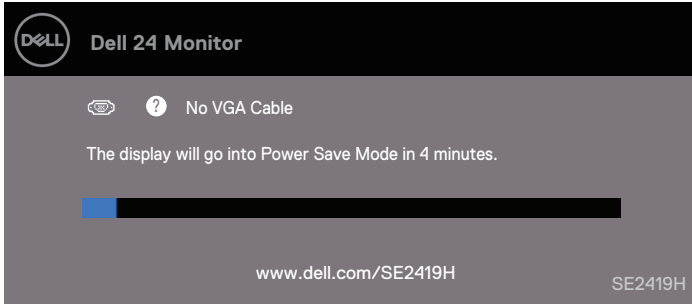 DELL
Dell 24 Monitor
? No VGA Cable
The display will go into Power Save Mode in 4 minutes.
www.dell.com/SE2419H
SE2419H